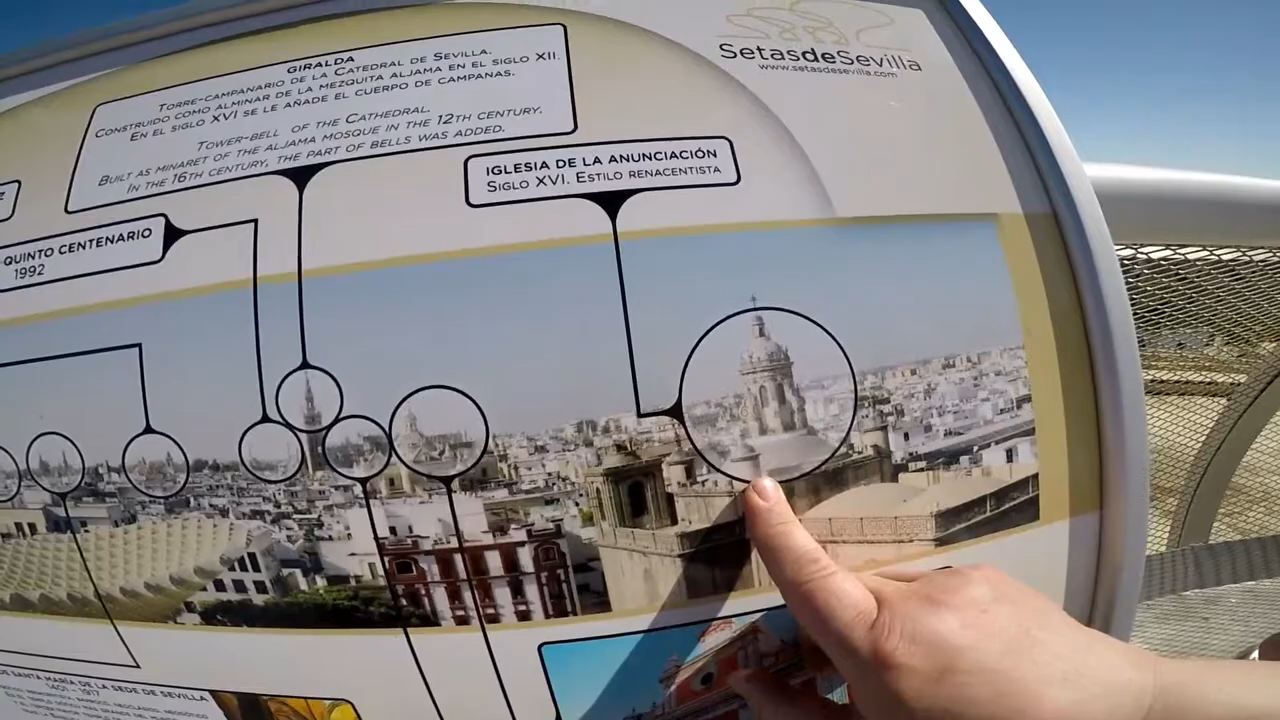 SetasdeSevilla
www.setasdesevilla.com
GIRALDA
TORRE-CAMPANARIO DE LA CATEDRAL DE SEVILLA.
CONSTRUIDO COMO ALMINAR DE LA MEZQUITA ALJAMA EN EL SIGLO XII.
EN EL SIGLO XVI SE LE AÑADE EL CUERPO DE CAMPANAS.
TOWER-BELL OF THE CATHEDRAL.
BUILT AS MINARET OF THE ALJAMA MOSQUE IN THE 12TH CENTURY.
IN THE 16TH CENTURY, THE PART OF BELLS WAS ADDED.
IGLESIA DE LA ANUNCIACIÓN
SIGLO XVI. ESTILO RENACENTISTA
QUINTO CENTENARIO
1992
SANTA MARÍA DE LA SEDE DE SEVILLA
1401 - 1917